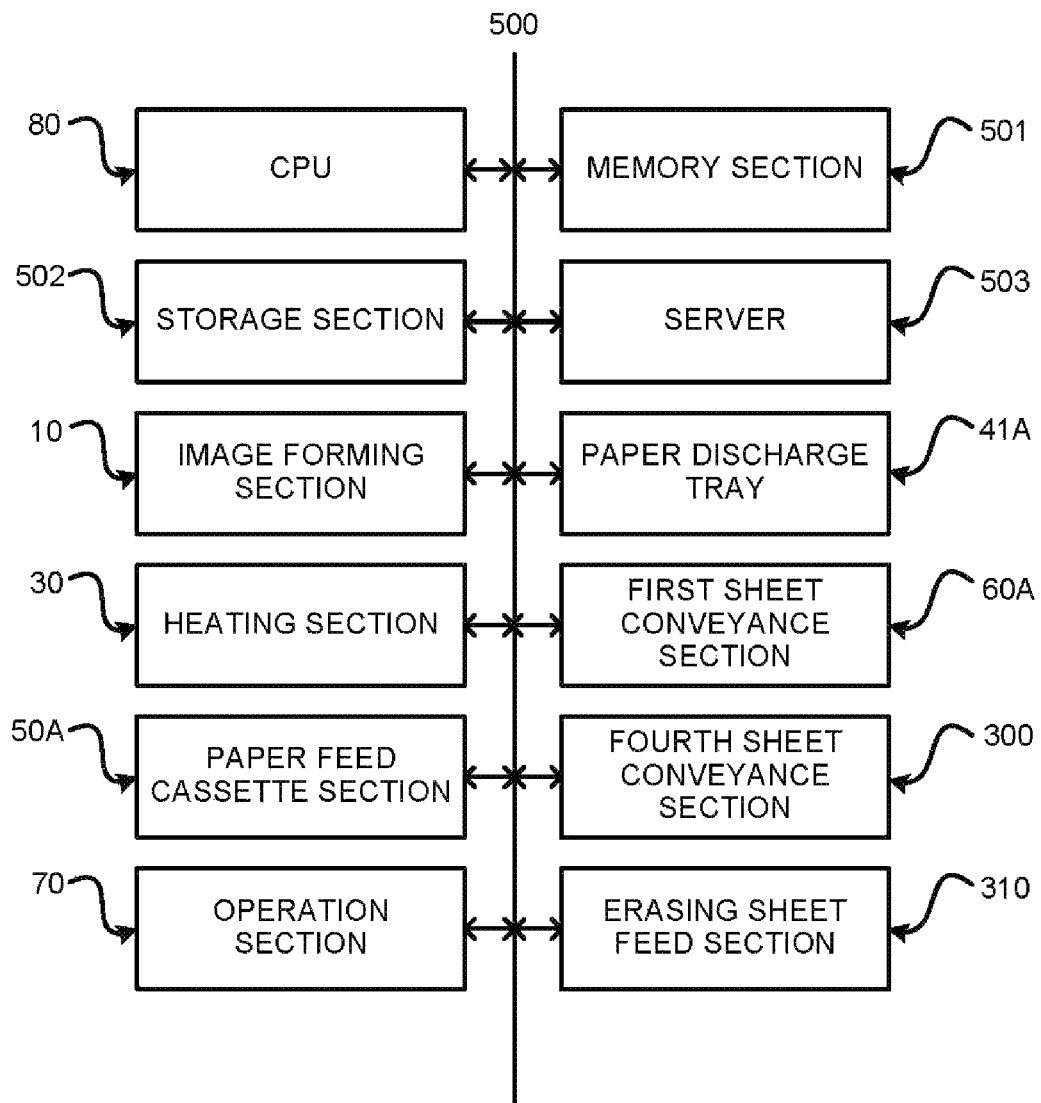 500
80
CPU
MEMORY SECTION
501
502
STORAGE SECTION
SERVER
503
10
IMAGE FORMING
SECTION
PAPER DISCHARGE
TRAY
41A
30
HEATING SECTION
FIRST SHEET
CONVEYANCE
SECTION
60A
50A
PAPER FEED
CASSETTE SECTION
FOURTH SHEET
CONVEYANCE
SECTION
300
70
OPERATION
SECTION
ERASING SHEET
FEED SECTION
310